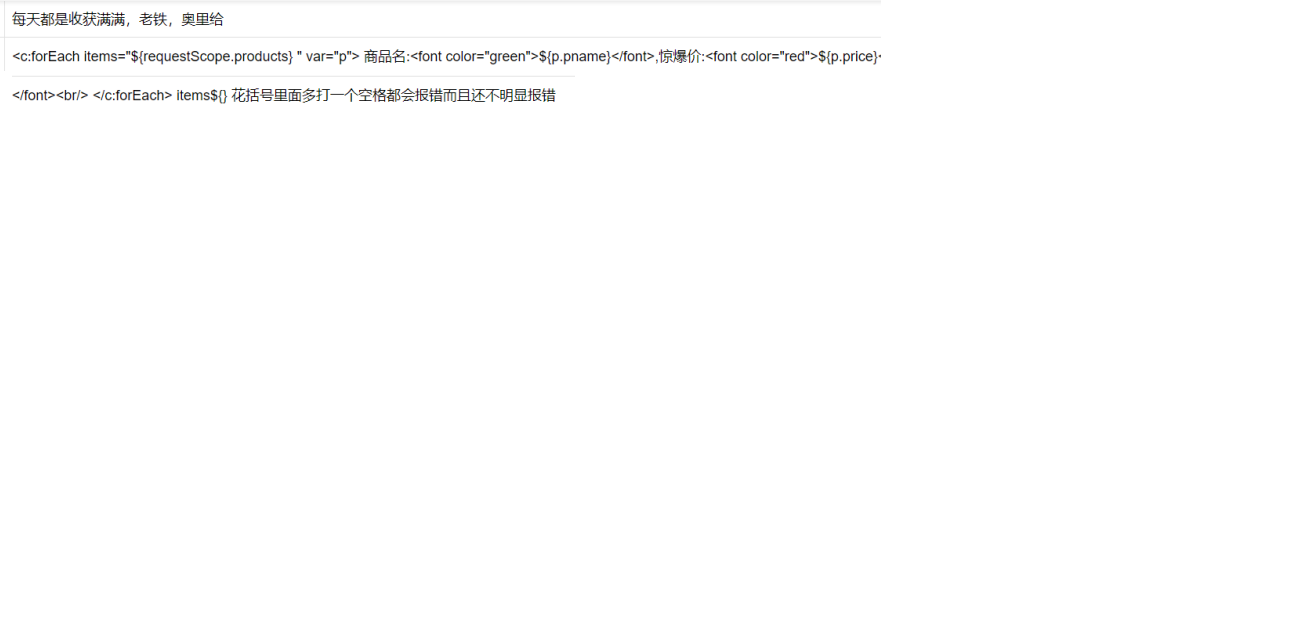 每天都是收获满满，老铁，奥里给
<c:forEach items="${requestScope.products} " var="p"> 商品名:<font color="green">${p.pname}</font>,惊爆价:<font color="red">${p.price}<
</font><br/> </c:forEach> items${} 花括号里面多打一个空格都会报错而且还不明显报错